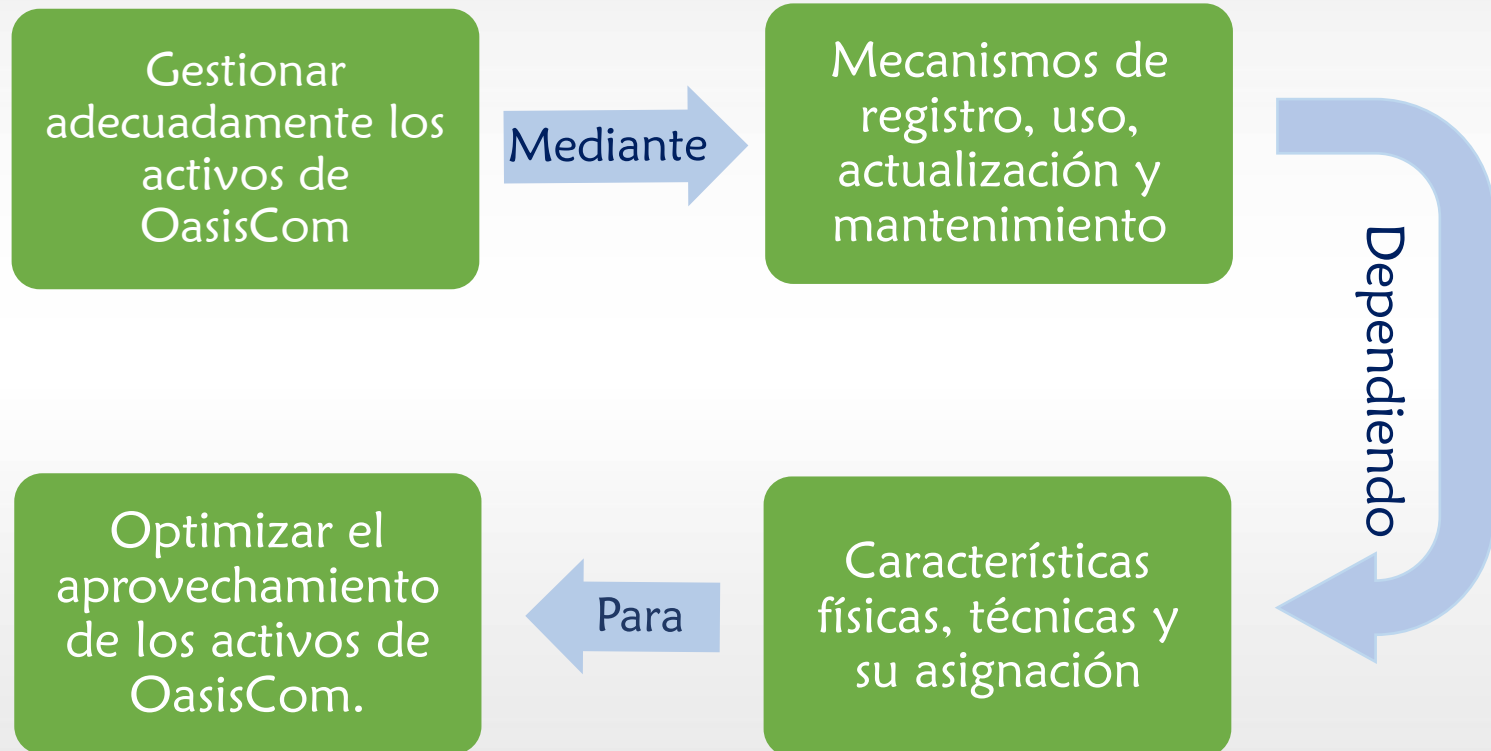 Gestionar
adecuadamente los
activos de
OasisCom
Mediante
Mecanismos de
registro, uso,
actualización y
mantenimiento
Dependiendo
Característícas
físicas, técnicas y
su asignación
Para
Optimizar el
aprovechamiento
de los activos de
OasisCom.